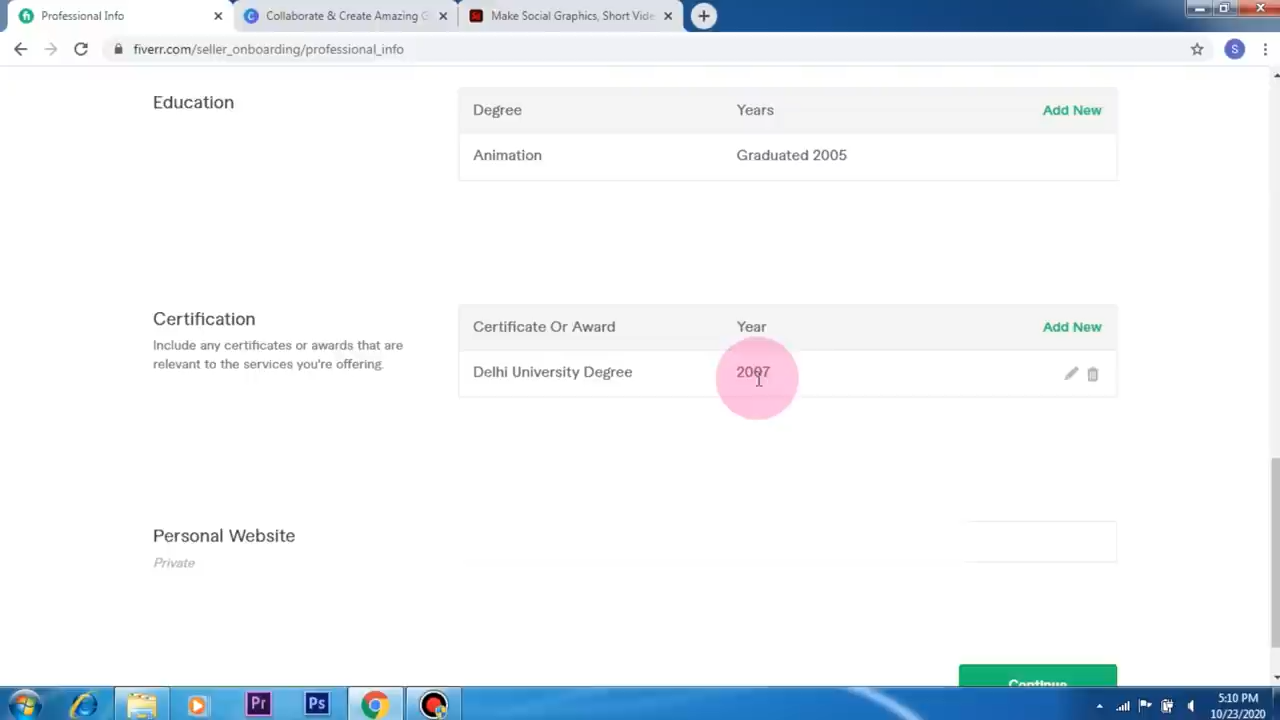 Professional Info
Collaborate & Create Amazing G
Make Social Graphics, Short Vide
fiverr.com/seller_onboarding/professional_info
S
Education
Degree
Years
Add New
Animation
Graduated 2005
Certification
Include any certificates or awards that are
relevant to the services you're offering.
Certificate Or Award
Year
Add New
Delhi University Degree
2007
Personal Website
Private
Continue
Pr
Ps
5:10 PM
10/23/2020